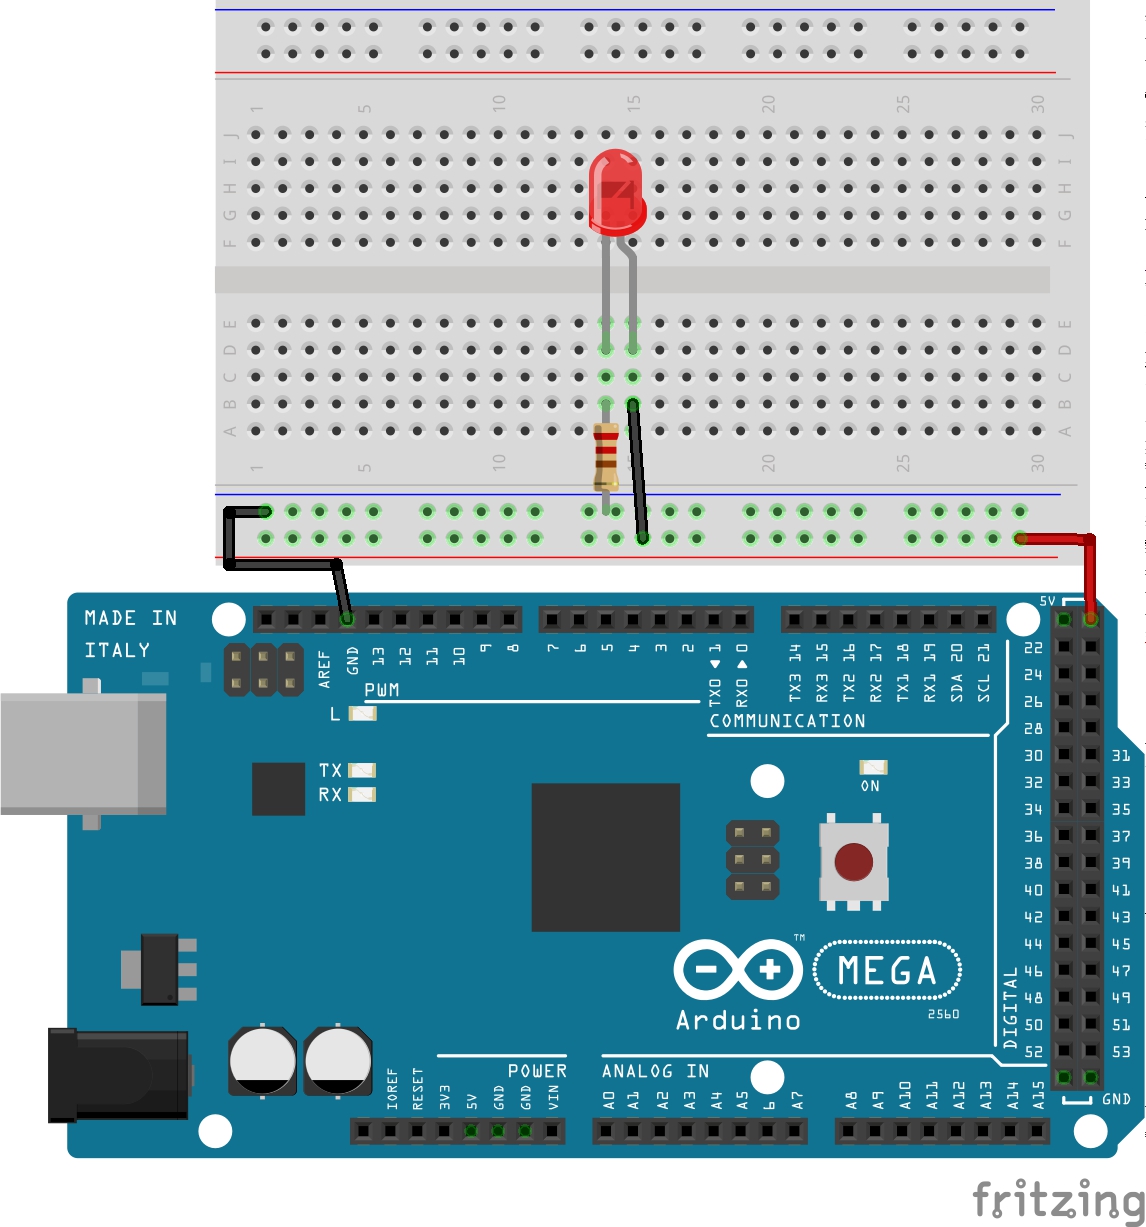 1 5 10 15 20 25 30
J J
I I
H H
G G
F F
E E
D D
C C
B B
A A
1 5 15 20 25 30
10
MADE IN
ITALY
5V
AREF GND 13 12 11 10 9 8 7 6 5 4 3 2 TX0 1 RX0 0 TX3 14 RX3 15 TX2 16 RX2 17 TX1 18 RX1 19 SDA 20 SCL 21
PWM
COMMUNICATION
L
TX
RX
ON
22
24
26
28
30 31
32 33
34 35
36 37
38 39
40 41
42 43
44 45
46 47
48 49
50 51
52 53
DIGITAL
GND
TM
MEGA
2560
Arduino
POWER
ANALOG IN
IOREF RESET 3V3 5V GND GND VIN A0 A1 A2 A3 A4 A5 6 A7 A8 A9 A10 A11 A12 A13 A14 A15
fritzing